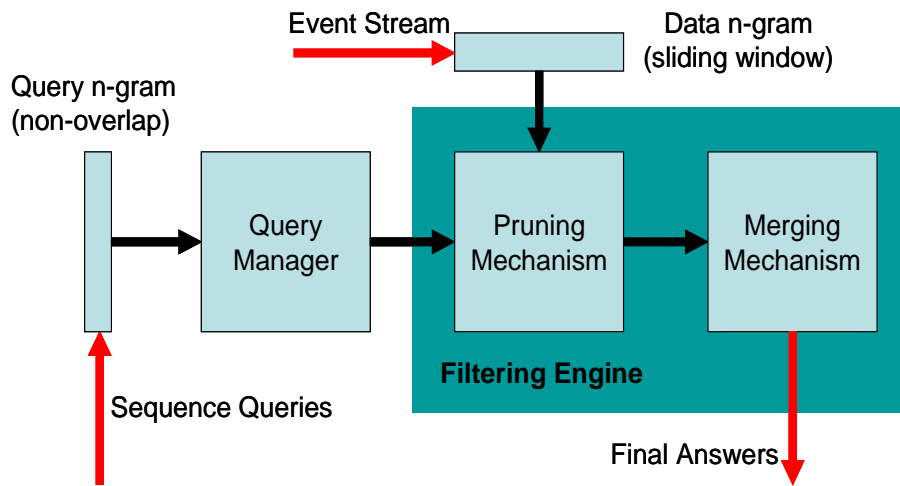 Event Stream
Data n-gram
(sliding window)
Query n-gram
(non-overlap)
Query
Manager
Pruning
Mechanism
Merging
Mechanism
Filtering Engine
Sequence Queries
Final Answers